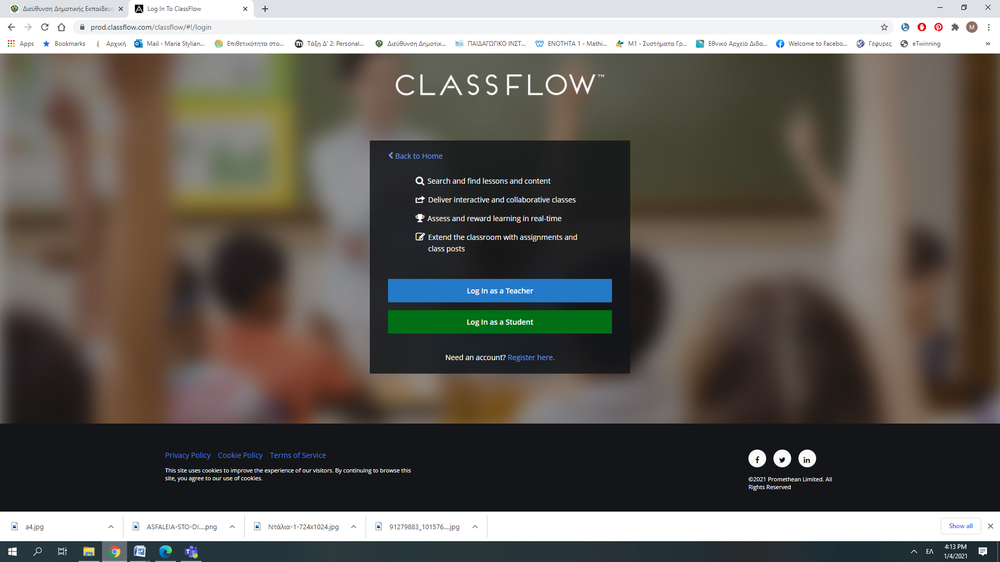 Διεύθυνση Δημοτικής Εκπαίδευσ
Log In To ClassFlow
prod.classflow.com/classflow/#!/login
M
Apps
Bookmarks
Αρχική
Mail - Maria Stylian...
Επιθετικότητα στο...
Τάξη Δ' 2: Personal...
Διεύθυνση Δημοτικ...
ΠΑΙΔΑΓΩΓΙΚΟ ΙΝΣΤ...
ΕΝΟΤΗΤΑ 1 - Mathi...
Μ1 - Συστήματα Γρ...
Εθνικό Αρχείο Διδα...
Welcome to Facebo...
Γέφυρες
eTwinning
»
CLASSFLOW™
Back to Home
Search and find lessons and content
Deliver interactive and collaborative classes
Assess and reward learning in real-time
Extend the classroom with assignments and
class posts
Log In as a Teacher
Log In as a Student
Need an account? Register here.
Privacy Policy
Cookie Policy
Terms of Service
This site uses cookies to improve the experience of our visitors. By continuing to browse this
site, you agree to our use of cookies.
©2021 Promethean Limited. All
Rights Reserved
a4.jpg
ASFALEIA-STO-DI....png
Ντάλια-1-724x1024.jpg
91279883_101576....jpg
Show all
ΕΛ
4:13 PM
1/4/2021